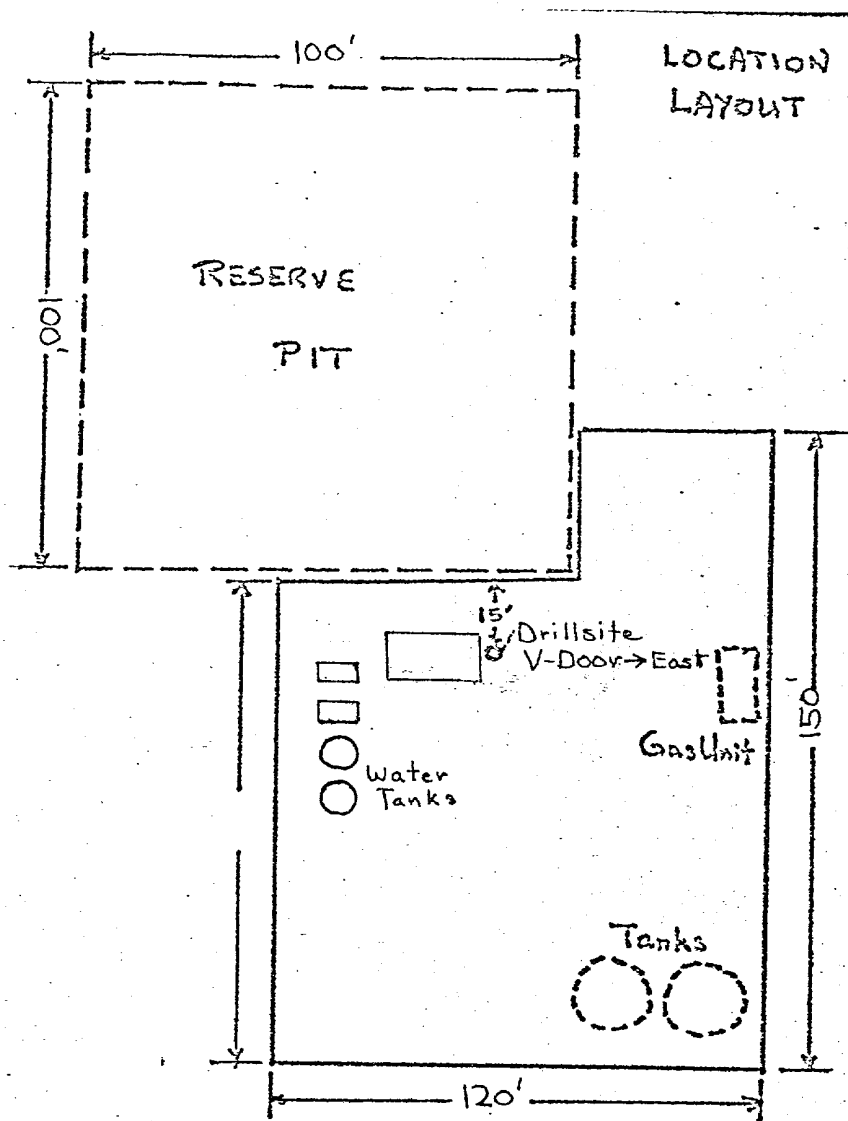 100'
LOCATION
LAYOUT
100'
RESERVE
PIT
15'
Drillsite
V-Door→East
Gas Unit
150'
Water
Tanks
Tanks
120'